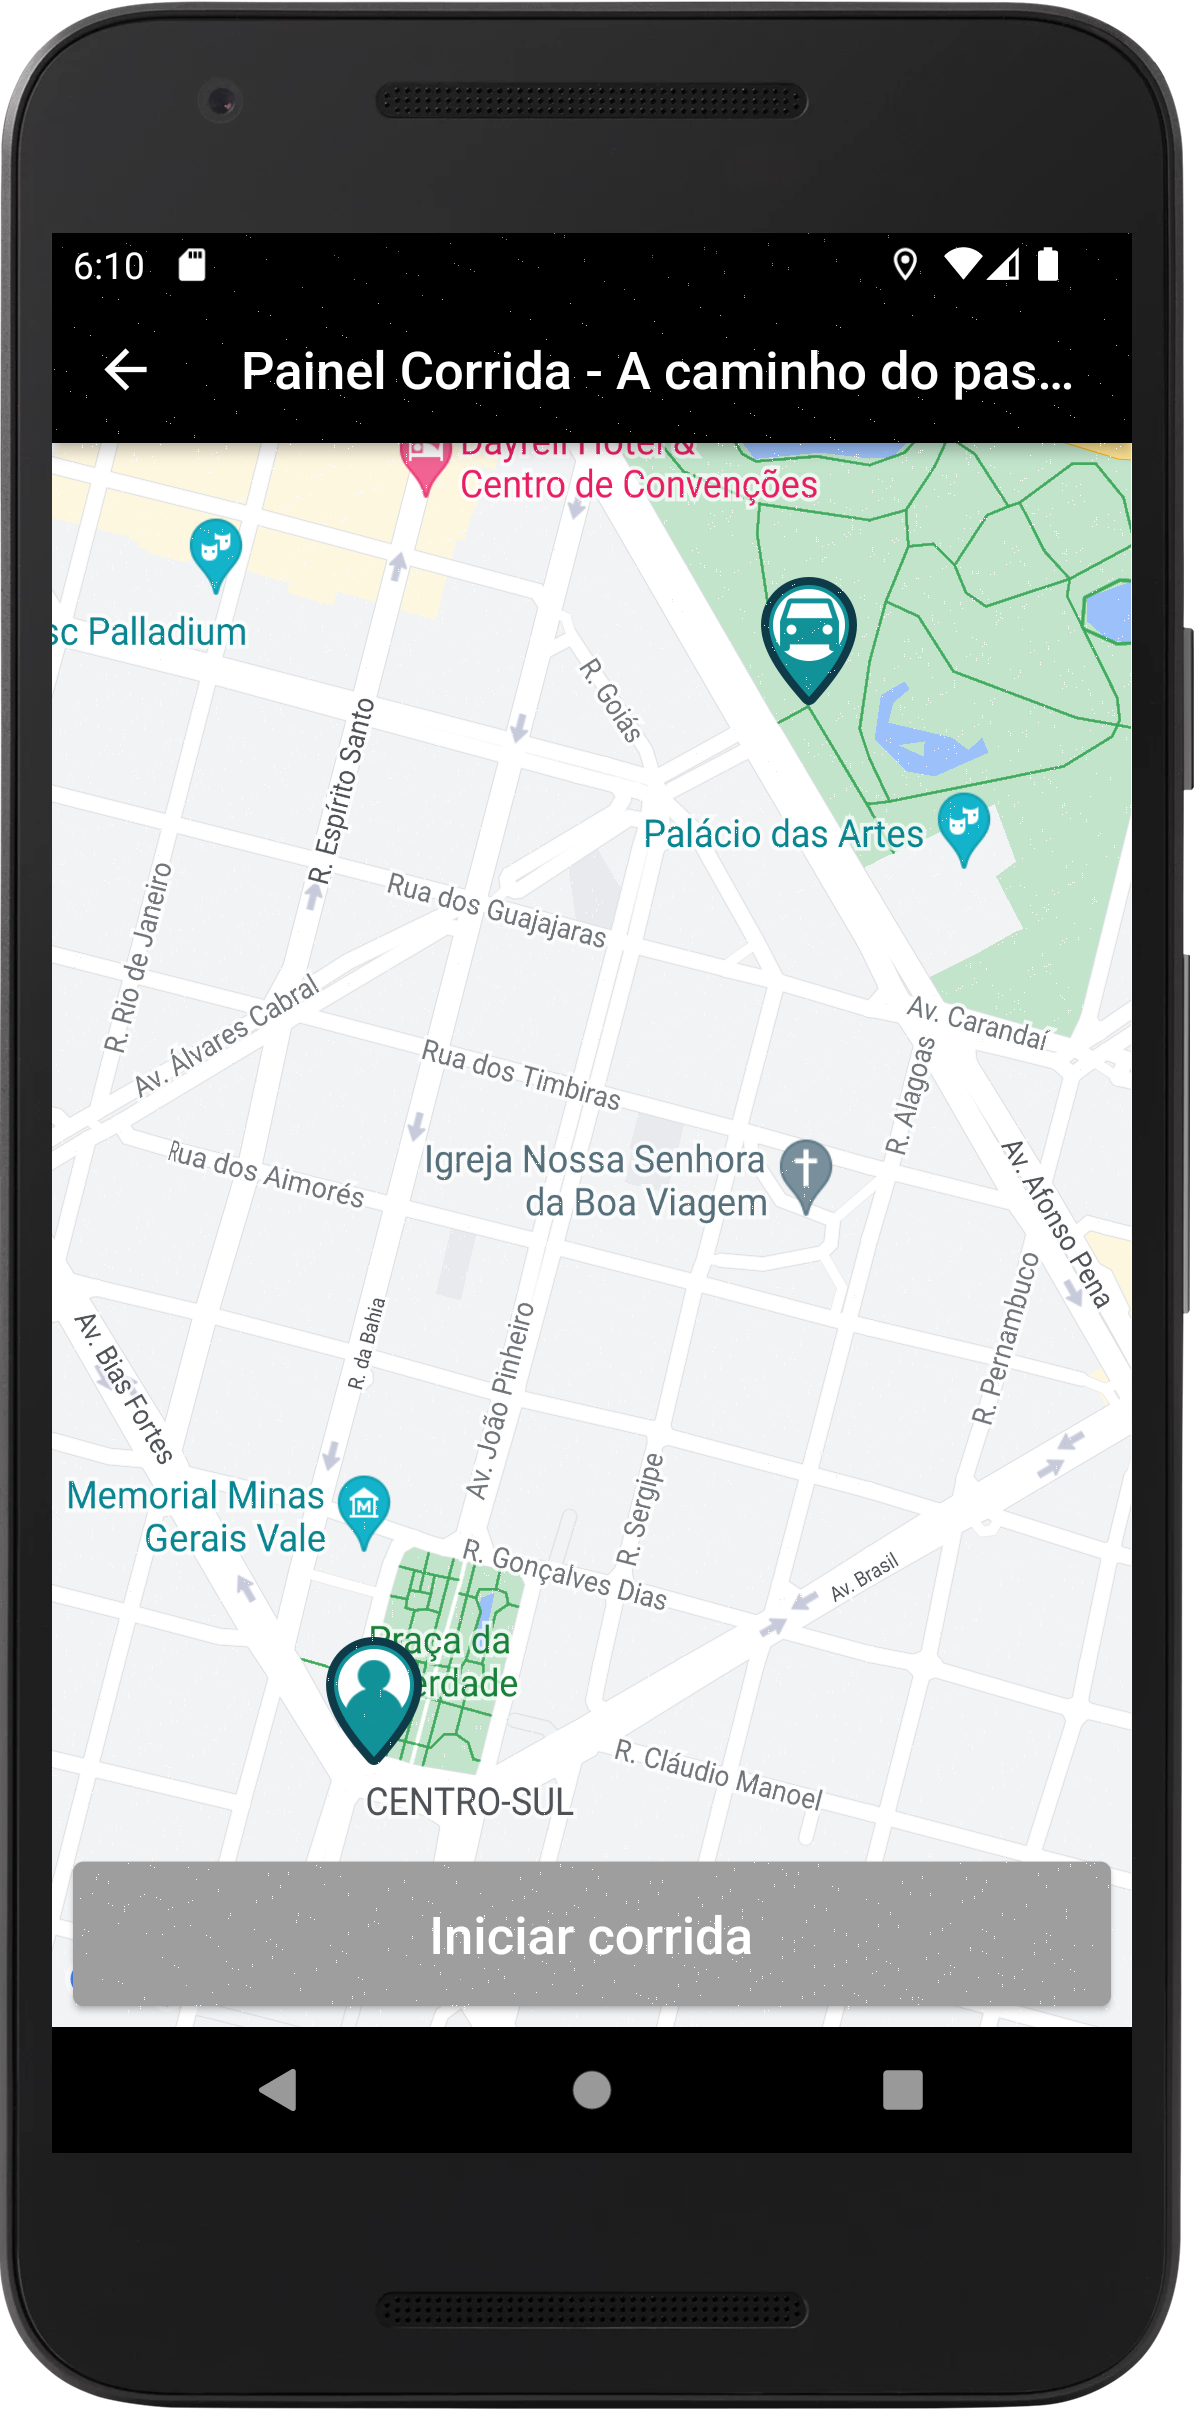 6:10
Painel Corrida - A caminho do pas...
Centro de Convenções
sc Palladium
R. Goiás
R. Espírito Santo
Palácio das Artes
Rua dos Guajajaras
R. Rio de Janeiro
Av. Álvares Cabral
Av. Carandaí
Rua dos Timbiras
R. Alagoas
Igreja Nossa Senhora
da Boa Viagem
Rua dos Aimorés
Av. Afonso Pena
R. Pernambuco
R. da Bahia
Av. João Pinheiro
Av. Bias Fortes
R. Sergipe
Memorial Minas
Gerais Vale
R. Gonçalves Dias
Av. Brasil
Praça da
erdade
R. Cláudio Manoel
CENTRO-SUL
Iniciar corrida